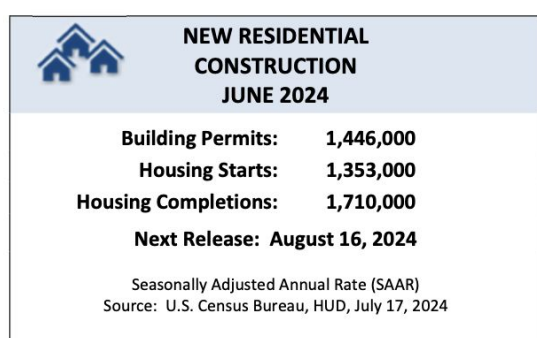 NEW RESIDENTIAL
CONSTRUCTION
JUNE 2024
Building Permits: 1,446,000
Housing Starts: 1,353,000
Housing Completions: 1,710,000
Next Release: August 16, 2024
Seasonally Adjusted Annual Rate (SAAR)
Source: U.S. Census Bureau, HUD, July 17, 2024